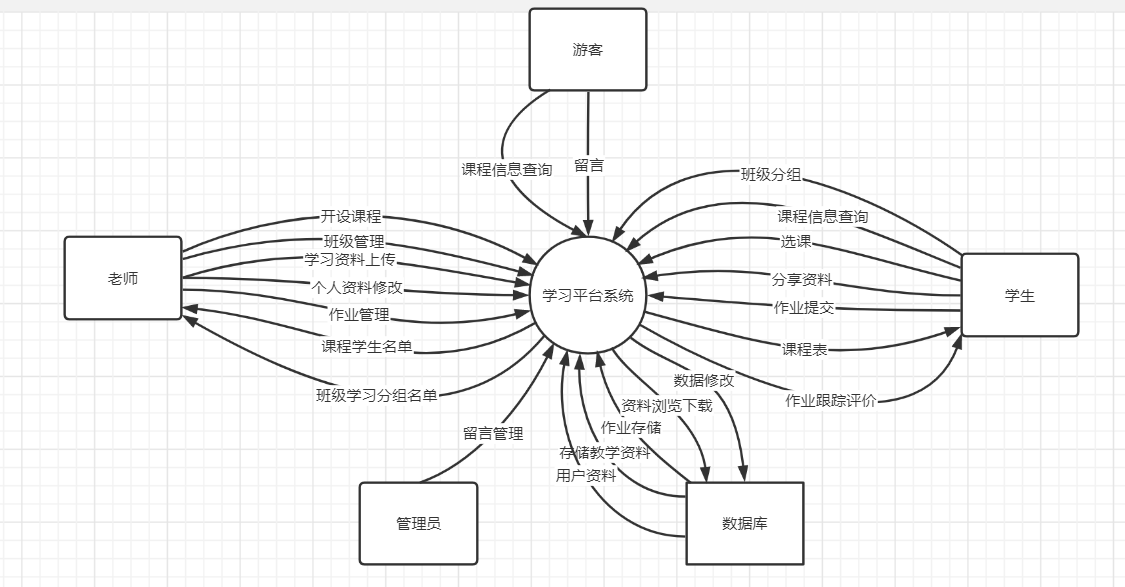 游客
课程信息查询
留言
班级分组
开设课程
课程信息查询
班级管理
选课
学习资料上传
老师
分享资料
个人资料修改
学习平台系统
学生
作业提交
作业管理
课程学生名单
课程表
数据修改
班级学习分组名单
作业跟踪评价
资料浏览下载
作业存储
留言管理
存储教学资料
用户资料
管理员
数据库